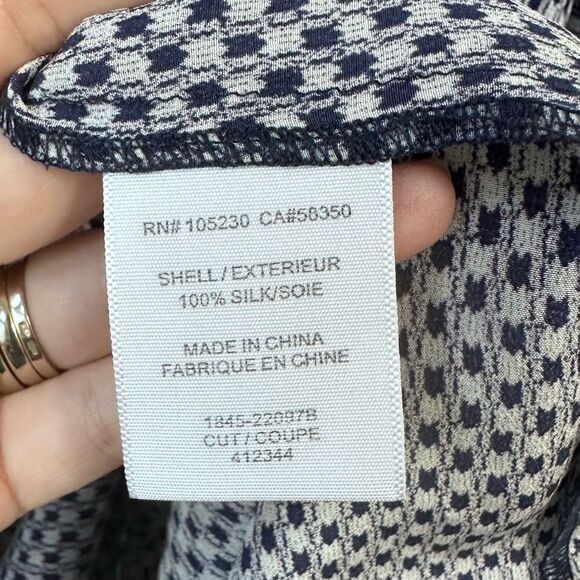 RN# 105230 CA#58350
SHELL/EXTERIEUR
100% SILK/SOIE
MADE IN CHINA
FABRIQUE EN CHINE
1845-22097B
CUT/COUPE
412344